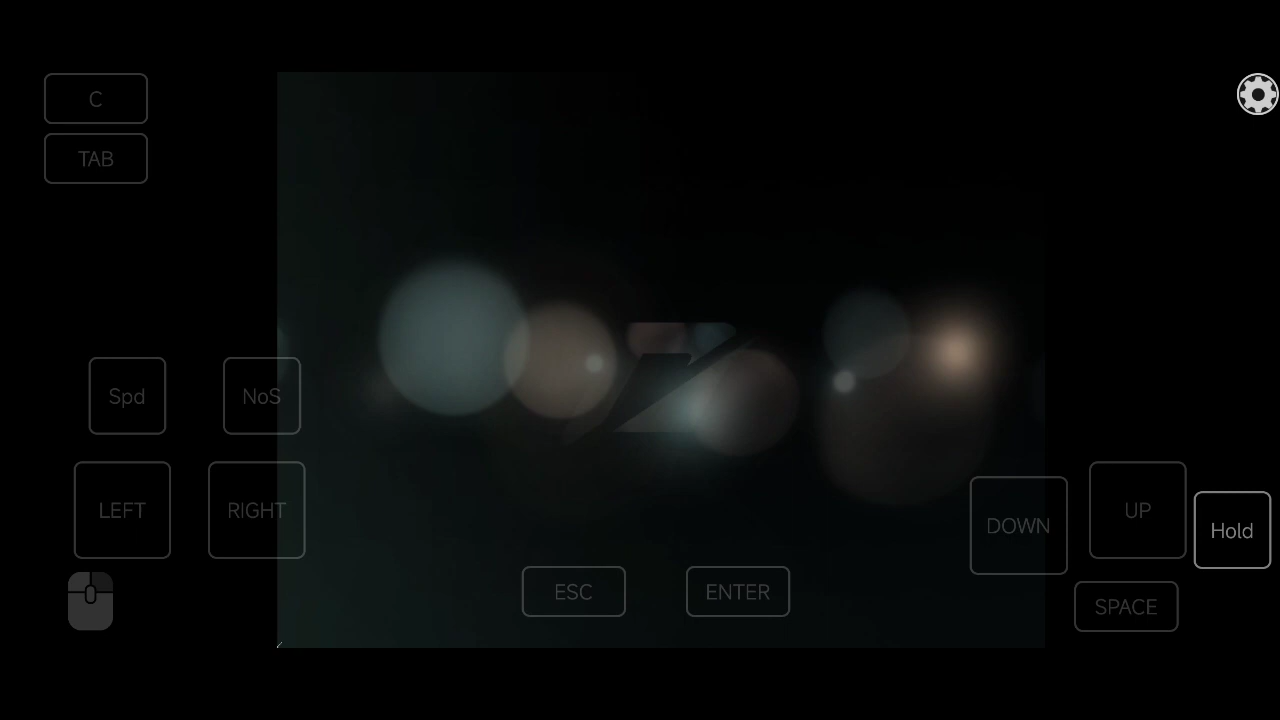 C
TAB
Spd
NoS
LEFT
RIGHT
DOWN
UP
Hold
ESC
ENTER
SPACE